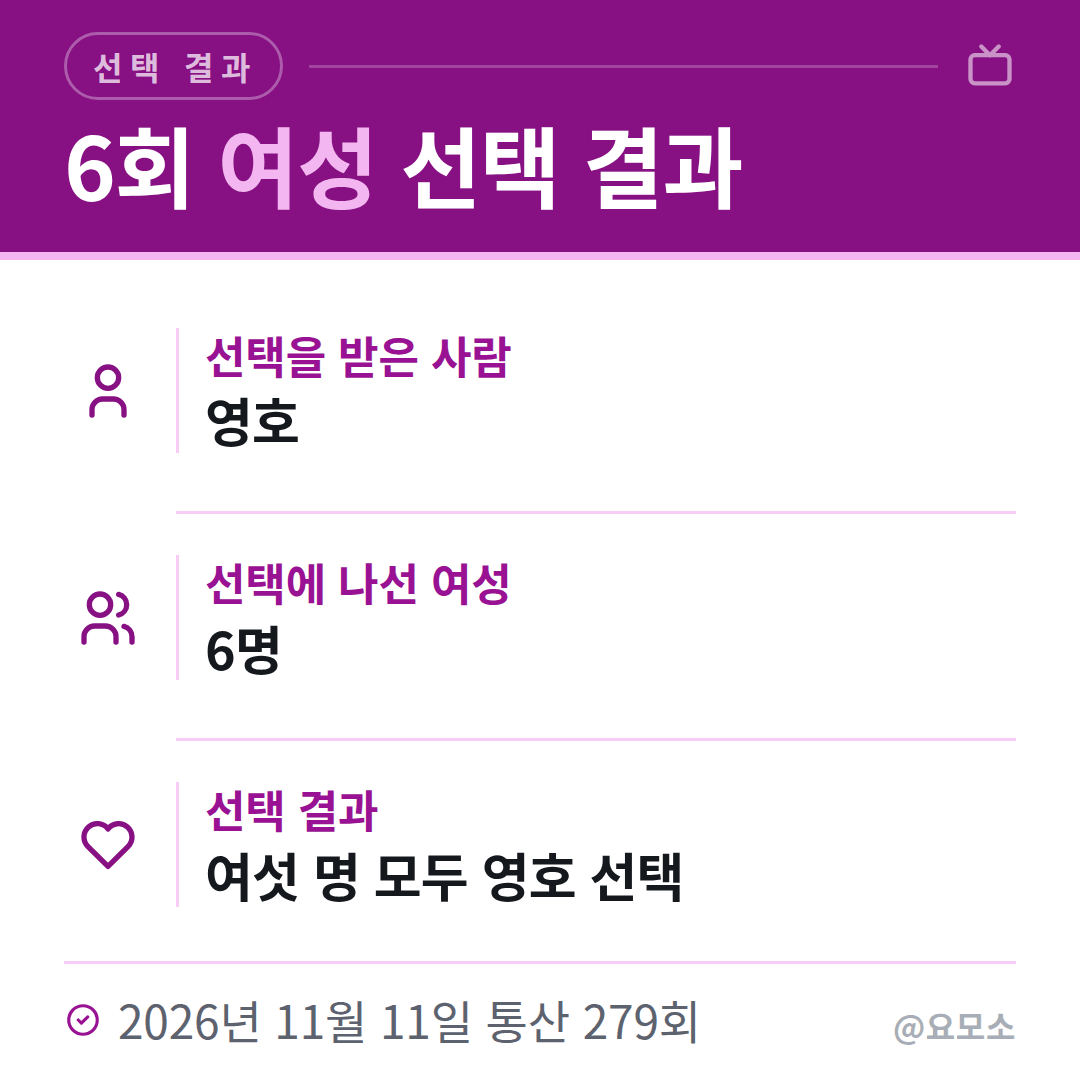 선택 결과
6회 여성 선택 결과
선택을 받은 사람
영호
선택에 나선 여성
6명
선택 결과
여섯 명 모두 영호 선택
2026년 11월 11일 통산 279회
@요모소